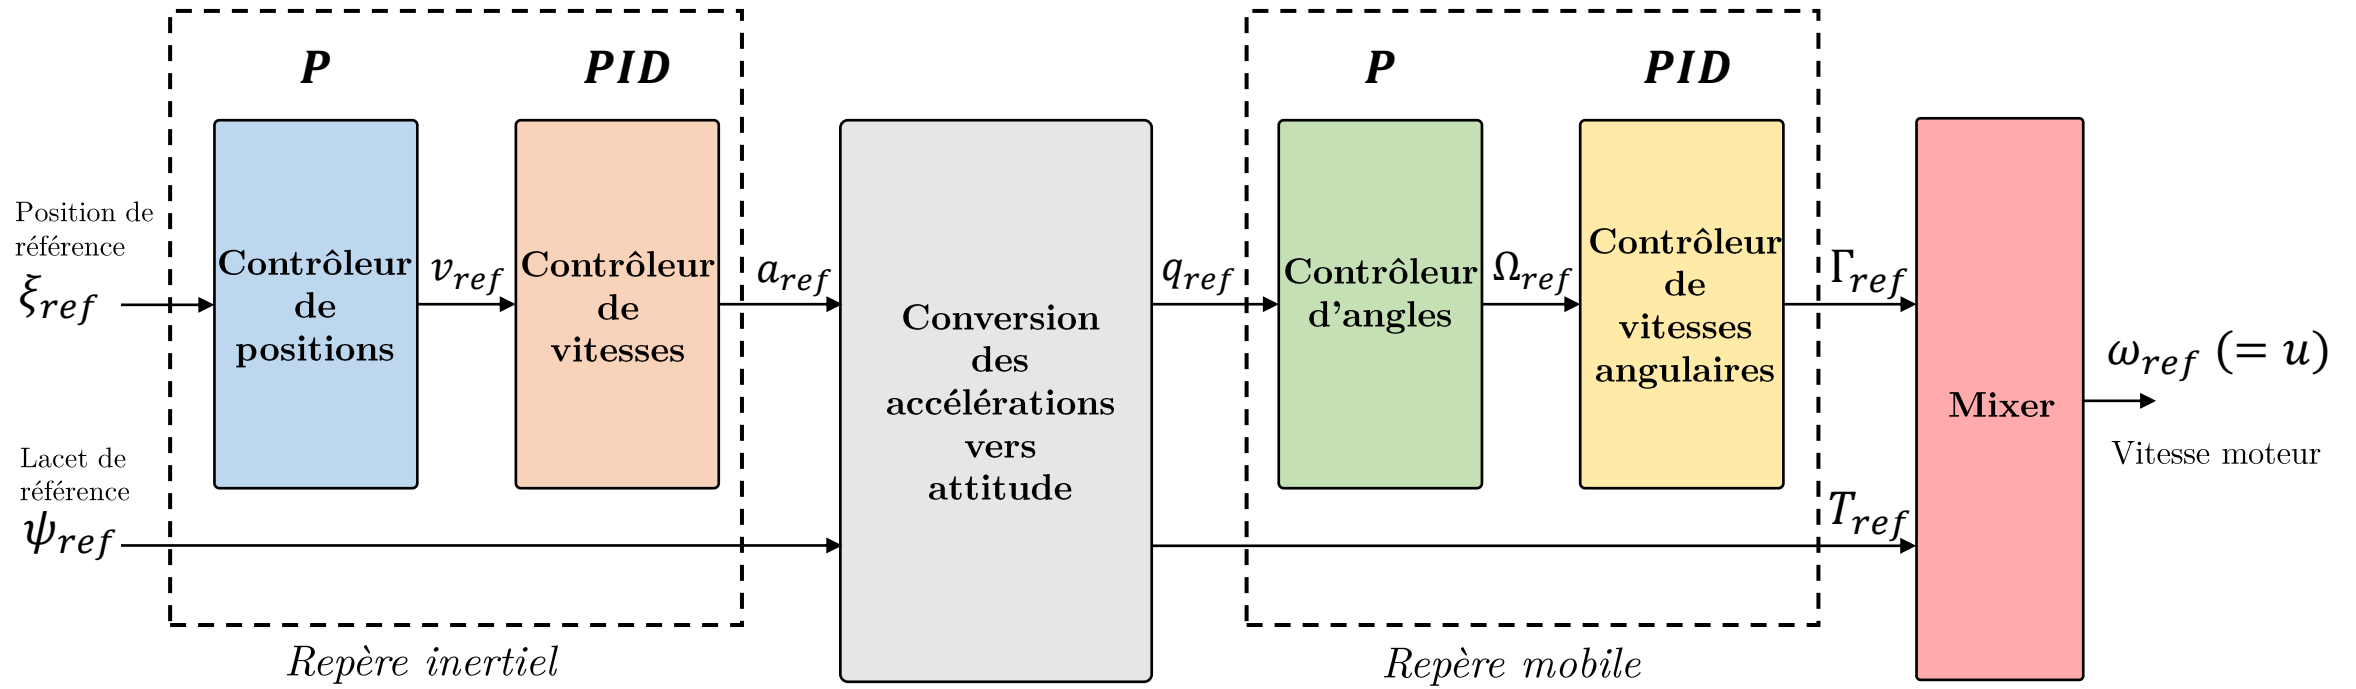 P
PID
P
PID
Position de
référence
ξref
Contrôleur
de
positions
vref
Contrôleur
de
vitesses
aref
Lacet de
référence
ψref
Conversion
des
accélérations
vers
attitude
qref
Contrôleur
d'angles
Ωref
Contrôleur
de
vitesses
angulaires
Γref
Tref
Mixer
ωref (= u)
Vitesse moteur
Repère inertiel
Repère mobile